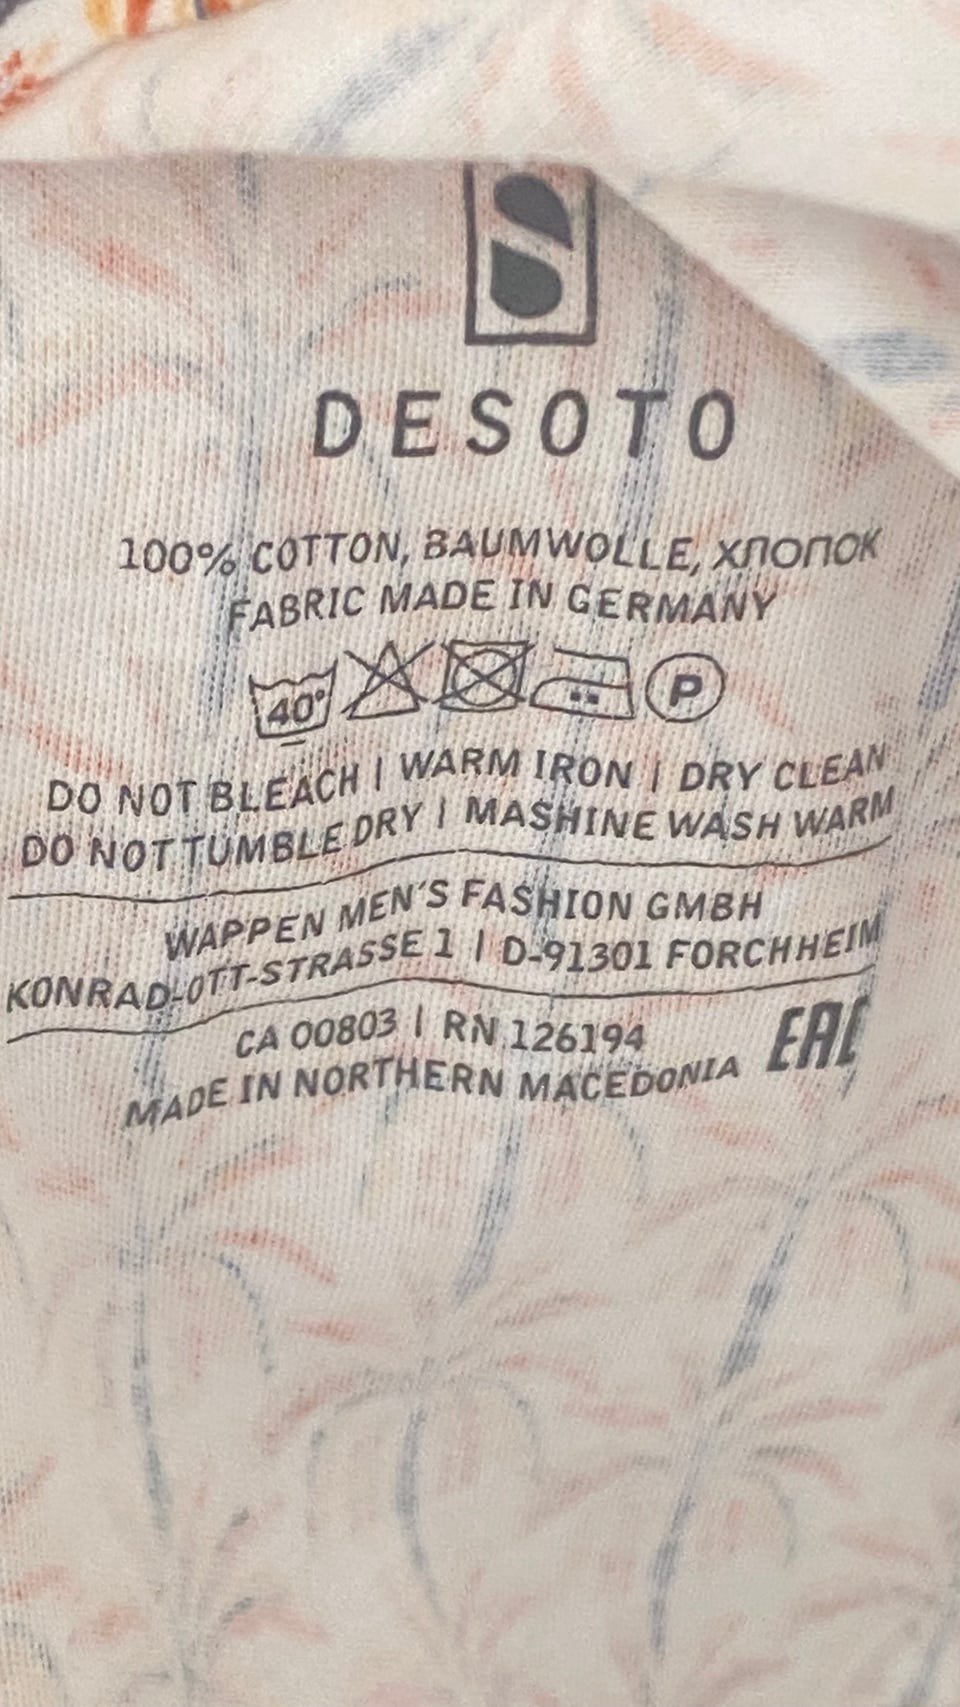 DESOTO
100% COTTON, BAUMWOLLE, ХЛОПОК
FABRIC MADE IN GERMANY
40° P
DO NOT BLEACH | WARM IRON | DRY CLEAN
DO NOT TUMBLE DRY | MASHINE WASH WARM
WAPPEN MEN'S FASHION GMBH
KONRAD-OTT-STRASSE 1 | D-91301 FORCHHEIM
CA 00803 | RN 126194
MADE IN NORTHERN MACEDONIA EAC